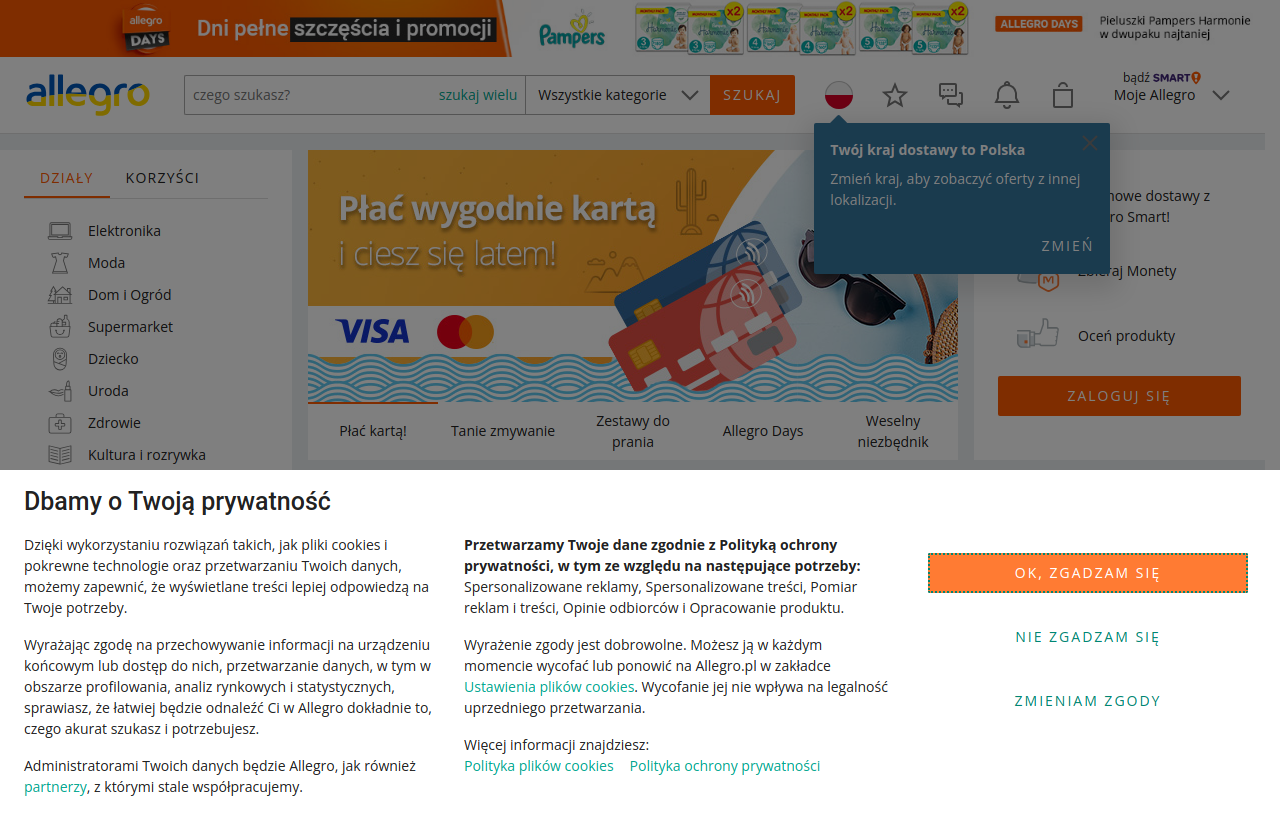 allegro
DAYS
Dni pełne szczęścia i promocji
Pampers
x2
x2
x2
Harmonie
3
3
4
4
5
5
ALLEGRO DAYS
Pieluszki Pampers Harmonie
w dwupaku najtaniej
allegro
czego szukasz?
szukaj wielu
Wszystkie kategorie
SZUKAJ
bądź SMART!
Moje Allegro
Twój kraj dostawy to Polska
Zmień kraj, aby zobaczyć oferty z innej
lokalizacji.
ZMIEŃ
DZIAŁY
KORZYŚCI
Elektronika
Moda
Dom i Ogród
Supermarket
Dziecko
Uroda
Zdrowie
Kultura i rozrywka
Płać wygodnie kartą
i ciesz się latem!
VISA
Płać kartą!
Tanie zmywanie
Zestawy do
prania
Allegro Days
Weselny
niezbędnik
mowe dostawy z
ro Smart!
Zbieraj Monety
Oceń produkty
ZALOGUJ SIĘ
Dbamy o Twoją prywatność
Dzięki wykorzystaniu rozwiązań takich, jak pliki cookies i
pokrewne technologie oraz przetwarzaniu Twoich danych,
możemy zapewnić, że wyświetlane treści lepiej odpowiedzą na
Twoje potrzeby.
Wyrażając zgodę na przechowywanie informacji na urządzeniu
końcowym lub dostęp do nich, przetwarzanie danych, w tym w
obszarze profilowania, analiz rynkowych i statystycznych,
sprawiasz, że łatwiej będzie odnaleźć Ci w Allegro dokładnie to,
czego akurat szukasz i potrzebujesz.
Administratorami Twoich danych będzie Allegro, jak również
partnerzy, z którymi stale współpracujemy.
Przetwarzamy Twoje dane zgodnie z Polityką ochrony
prywatności, w tym ze względu na następujące potrzeby:
Spersonalizowane reklamy, Spersonalizowane treści, Pomiar
reklam i treści, Opinie odbiorców i Opracowanie produktu.
Wyrażenie zgody jest dobrowolne. Możesz ją w każdym
momencie wycofać lub ponowić na Allegro.pl w zakładce
Ustawienia plików cookies. Wycofanie jej nie wpływa na legalność
uprzedniego przetwarzania.
Więcej informacji znajdziesz:
Polityka plików cookies
Polityka ochrony prywatności
OK, ZGADZAM SIĘ
NIE ZGADZAM SIĘ
ZMIENIAM ZGODY